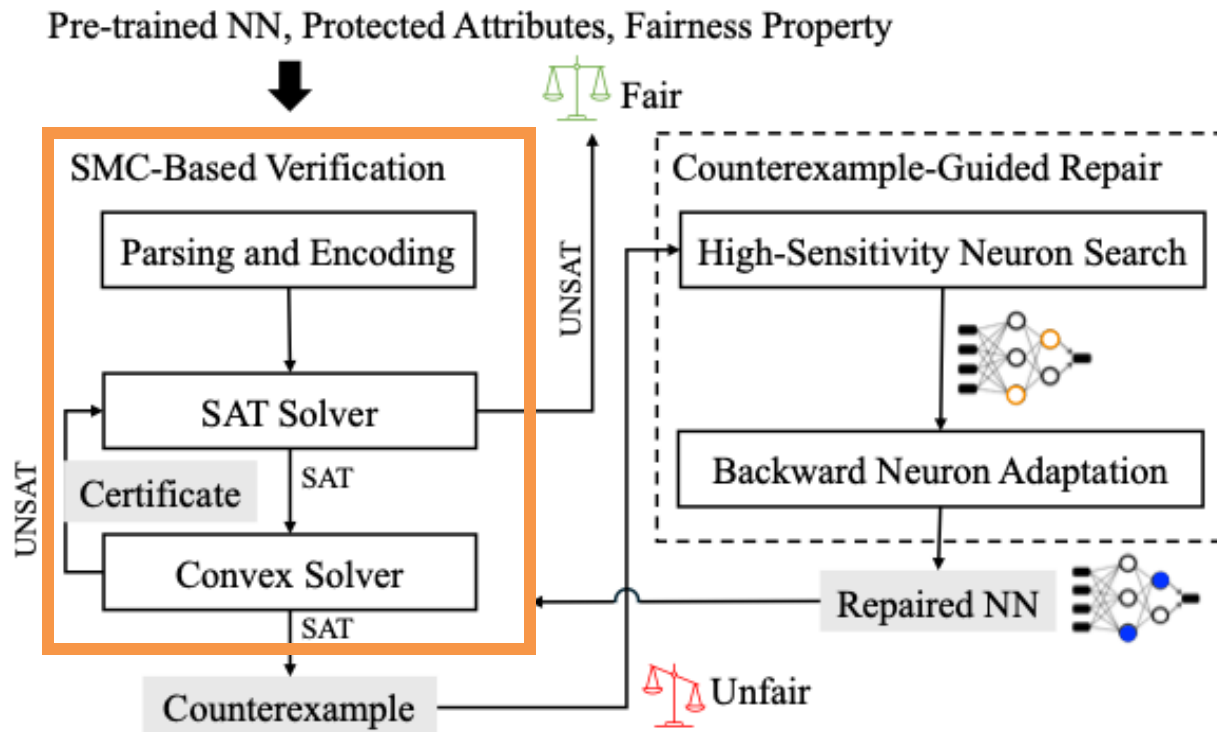 Pre-trained NN, Protected Attributes, Fairness Property
Fair
SMC-Based Verification
Parsing and Encoding
SAT Solver
UNSAT
Certificate
SAT
UNSAT
Convex Solver
SAT
Counterexample
Unfair
Counterexample-Guided Repair
High-Sensitivity Neuron Search
Backward Neuron Adaptation
Repaired NN